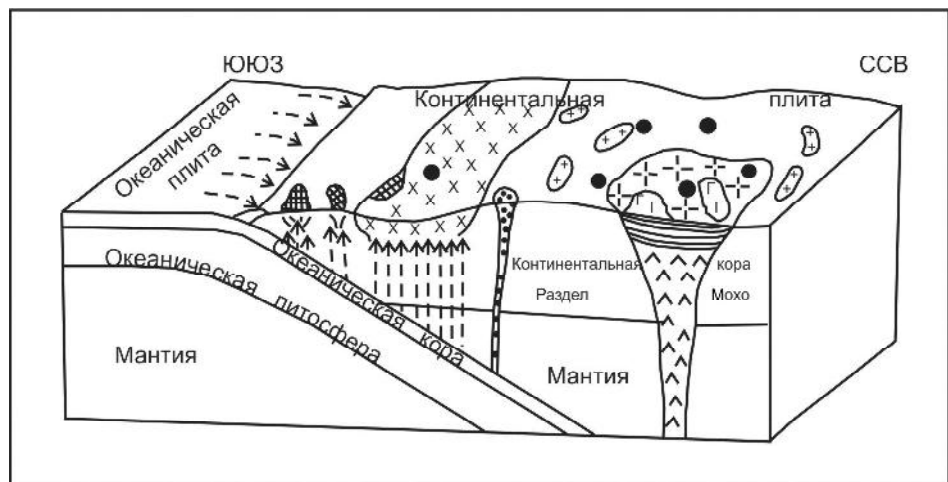 ЮЮЗ
ССВ
Континентальная плита
Океаническая
плита
Континентальная кора
Раздел Мохо
Океаническая кора
Океаническая литосфера
Мантия
Мантия